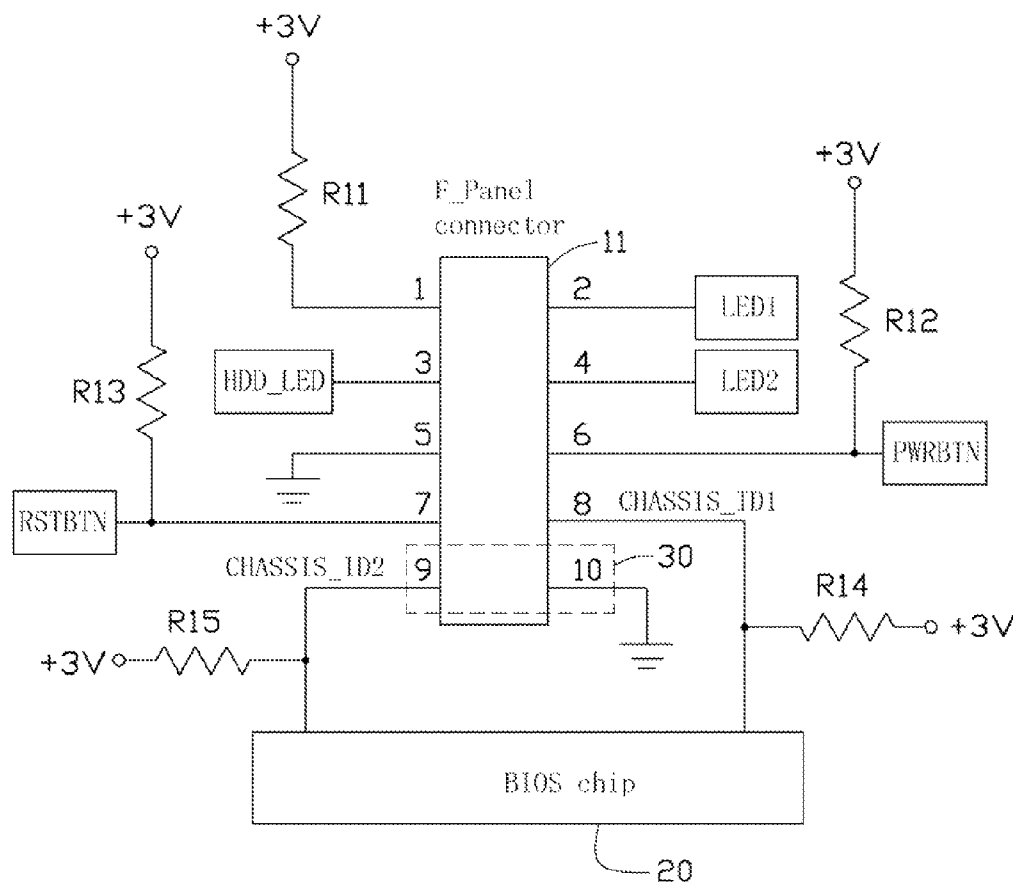 +3V
R11
F_Panel
connector
11
+3V
+3V
R13
R12
1
2
LED1
HDD_LED
3
4
LED2
5
6
PWRBTN
RSTBTN
7
8
CHASSIS_ID1
CHASSIS_ID2
9
10
30
R15
R14
+3V
+3V
BIOS chip
20